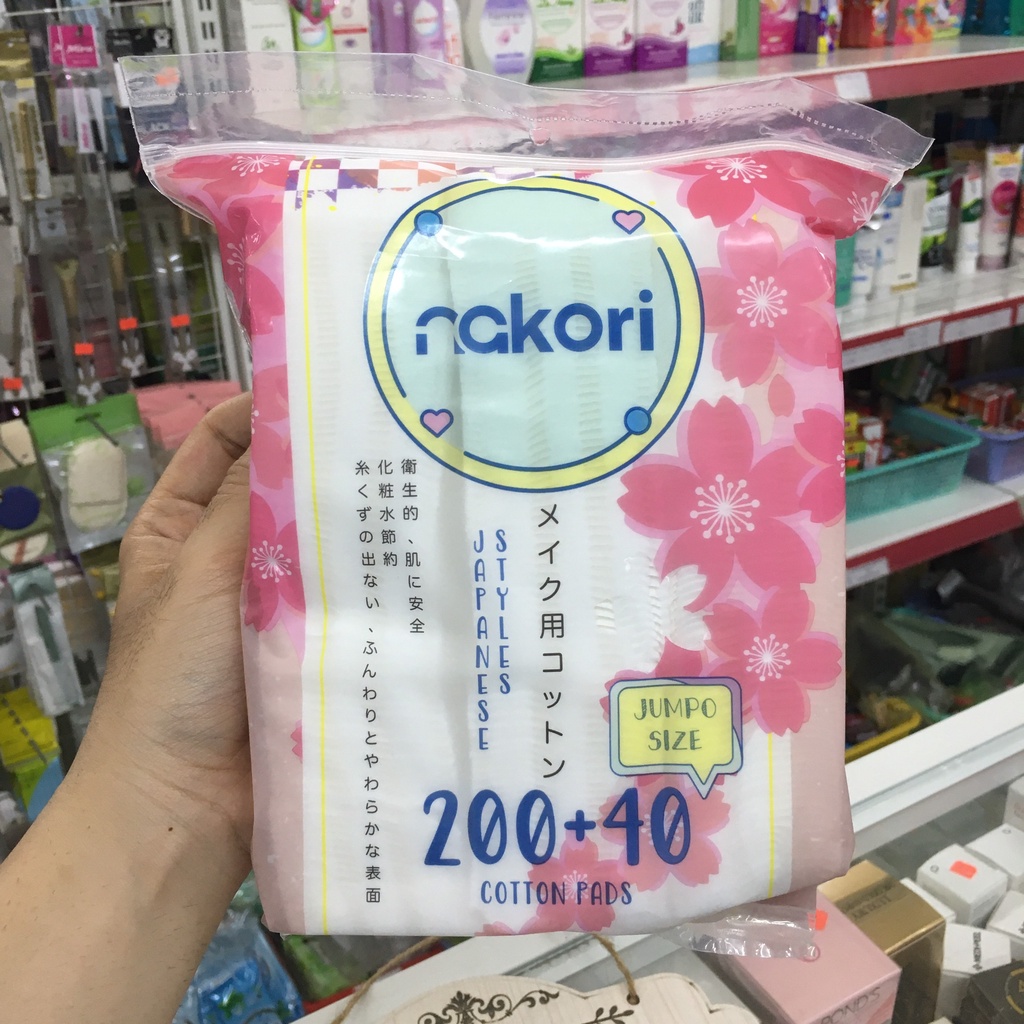 nakori
メイク用コットン
JAPANESE
STYLES
衛生的、肌に安全
化粧水節約
糸くずの出ない、ふんわりとやわらかな表面
JUMPO
SIZE
200+40
COTTON PADS
POND'S